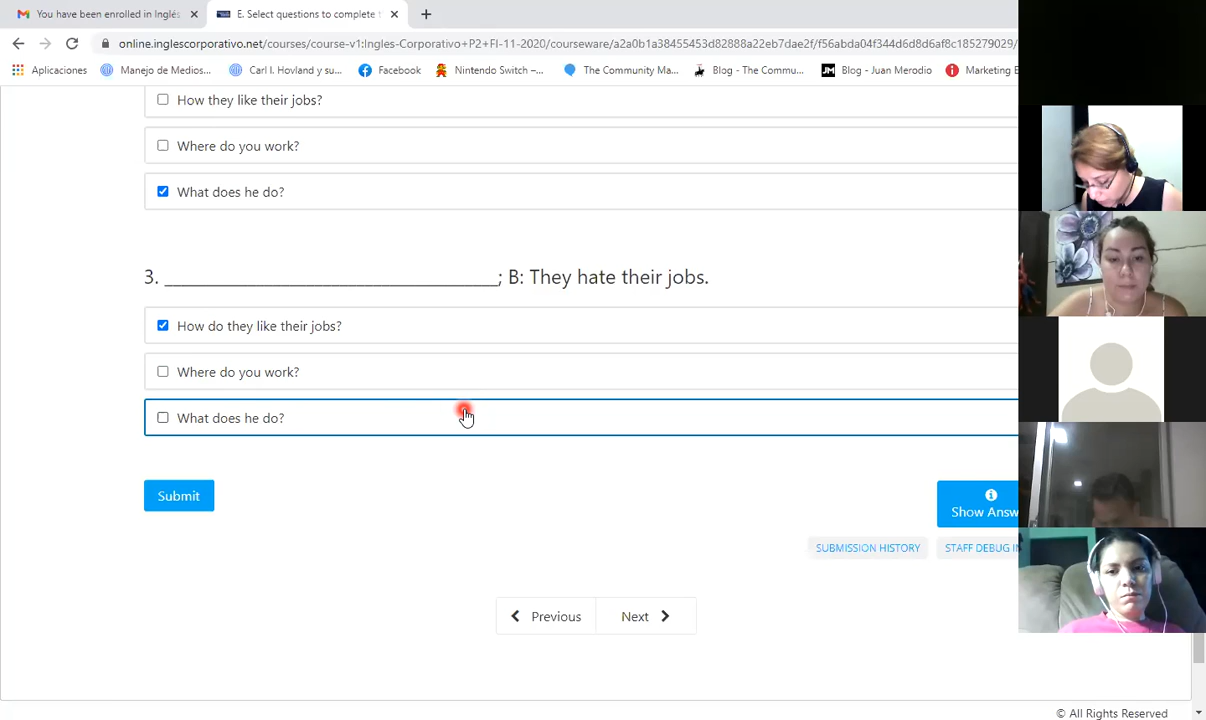 You have been enrolled in Inglés
E. Select questions to complete t
online.inglescorporativo.net/courses/course-v1:Ingles-Corporativo+P2+FI-11-2020/courseware/a2a0b1a38455453d82888a22eb7dae2f/f56abda04f344d6d8d6af8c185279029/
Aplicaciones
Manejo de Medios...
Carl I. Hovland y su...
Facebook
Nintendo Switch –...
The Community Ma...
Blog - The Commu...
JM Blog - Juan Merodio
Marketing E
How they like their jobs?
Where do you work?
What does he do?
3. ________________________________; B: They hate their jobs.
How do they like their jobs?
Where do you work?
What does he do?
Submit
Show Answ
SUBMISSION HISTORY
STAFF DEBUG IN
Previous
Next
© All Rights Reserved